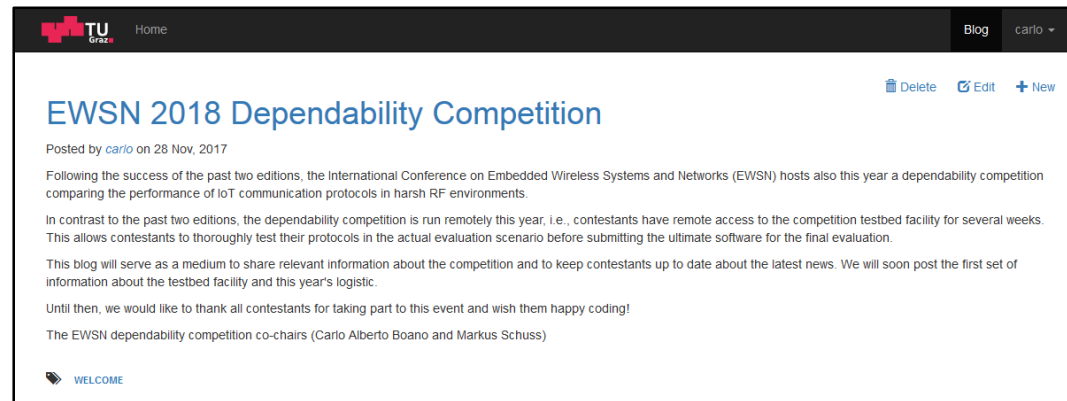 TU
Graz
Home
Blog
carlo
Delete
Edit
New
EWSN 2018 Dependability Competition
Posted by carlo on 28 Nov, 2017
Following the success of the past two editions, the International Conference on Embedded Wireless Systems and Networks (EWSN) hosts also this year a dependability competition
comparing the performance of IoT communication protocols in harsh RF environments.
In contrast to the past two editions, the dependability competition is run remotely this year, i.e., contestants have remote access to the competition testbed facility for several weeks.
This allows contestants to thoroughly test their protocols in the actual evaluation scenario before submitting the ultimate software for the final evaluation.
This blog will serve as a medium to share relevant information about the competition and to keep contestants up to date about the latest news. We will soon post the first set of
information about the testbed facility and this year's logistic.
Until then, we would like to thank all contestants for taking part to this event and wish them happy coding!
The EWSN dependability competition co-chairs (Carlo Alberto Boano and Markus Schuss)
WELCOME